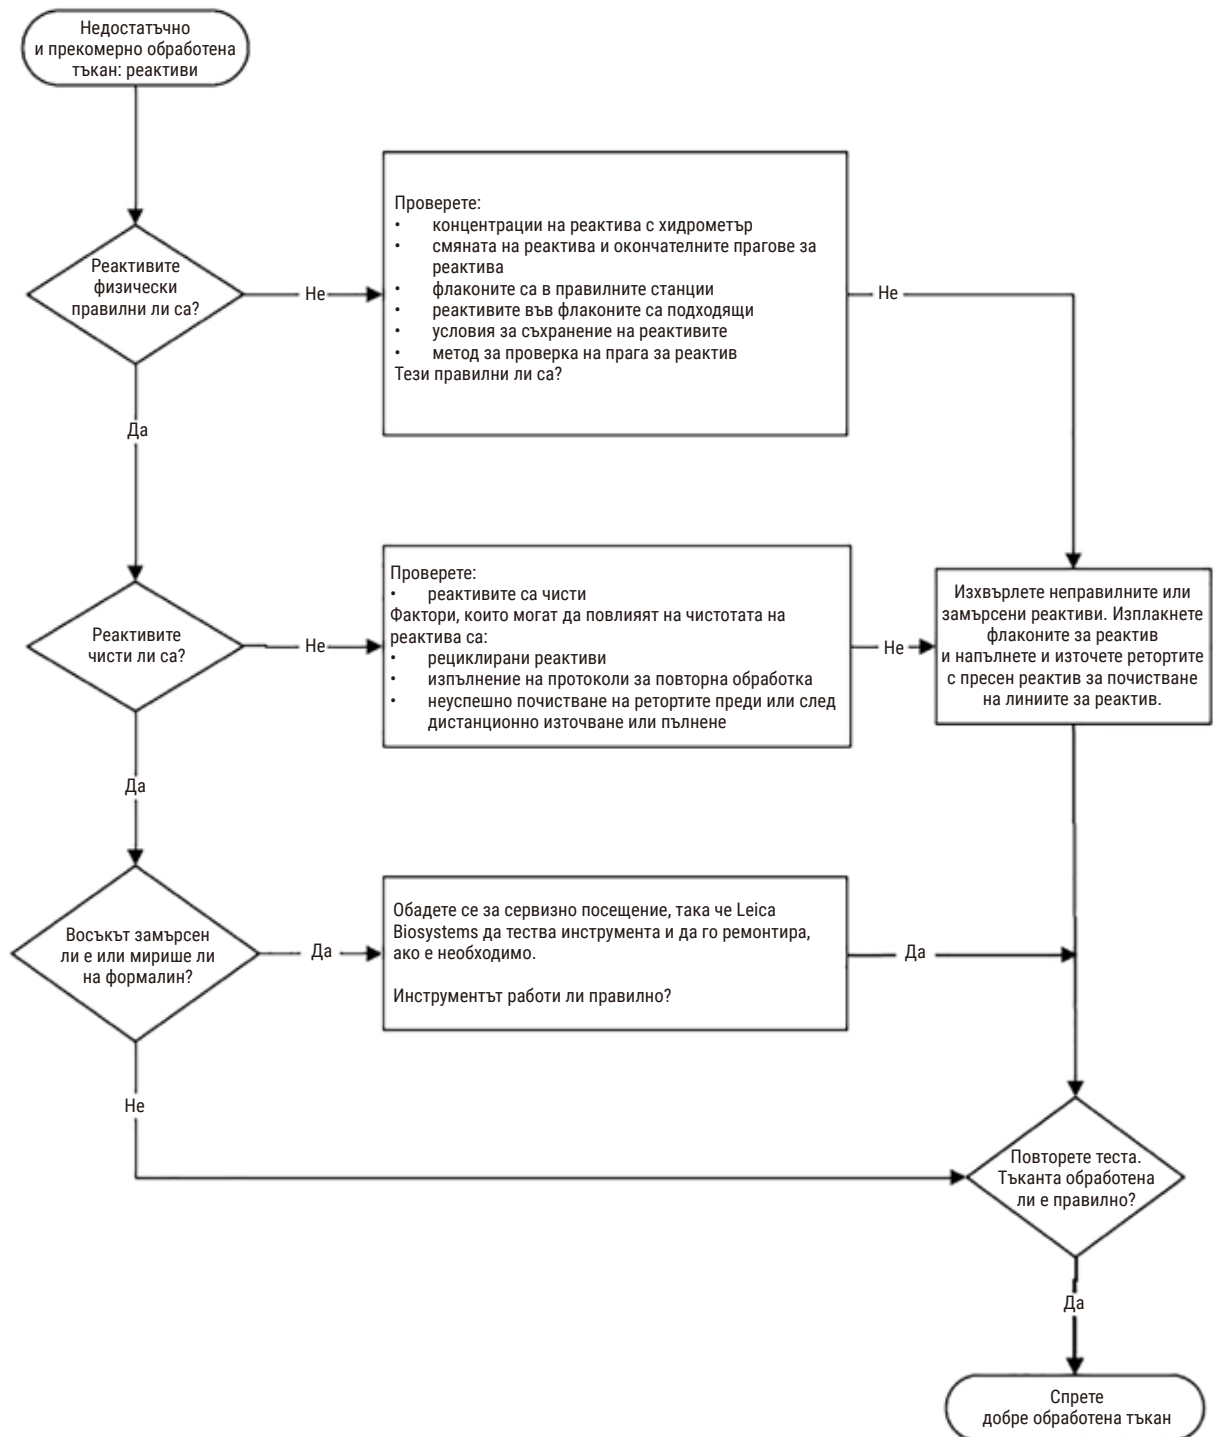 Недостатъчно
и прекомерно обработена
тъкан: реактиви
Реактивите
физически
правилни ли са?
Не
Проверете:
• концентрации на реактива с хидрометър
• смяната на реактива и окончателните прагове за
реактива
• флаконите са в правилните станции
• реактивите във флаконите са подходящи
• условия за съхранение на реактивите
• метод за проверка на прага за реактив
Тези правилни ли са?
Не
Да
Реактивите
чисти ли са?
Не
Проверете:
• реактивите са чисти
Фактори, които могат да повлияят на чистотата на
реактива са:
• рециклирани реактиви
• изпълнение на протоколи за повторна обработка
• неуспешно почистване на ретортите преди или след
дистанционно източване или пълнене
Не
Изхвърлете неправилните или
замърсени реактиви. Изплакнете
флаконите за реактив
и напълнете и източете ретортите
с пресен реактив за почистване
на линиите за реактив.
Да
Восъкът замърсен
ли е или мирише ли
на формалин?
Да
Обадете се за сервизно посещение, така че Leica
Biosystems да тества инструмента и да го ремонтира,
ако е необходимо.
Инструментът работи ли правилно?
Да
Не
Повторете теста.
Тъканта обработена
ли е правилно?
Да
Спрете
добре обработена тъкан